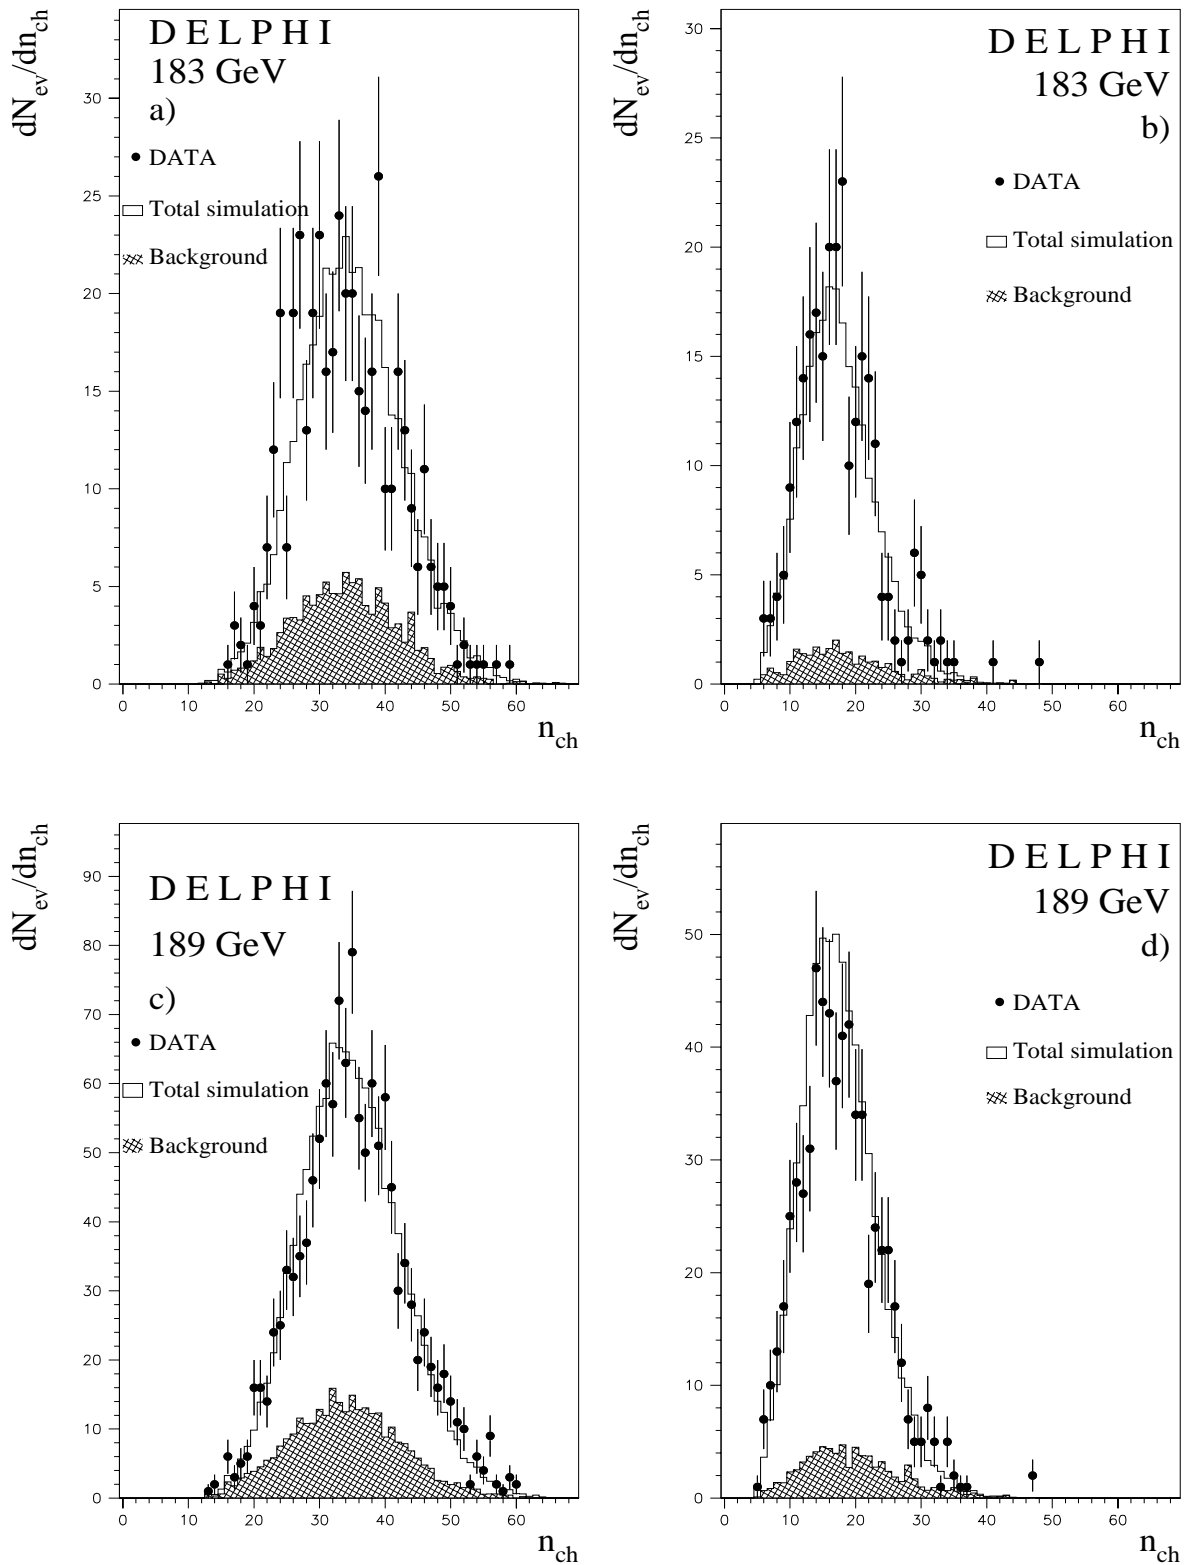 dN_ev/dn_ch
D E L P H I
183 GeV
a)
DATA
Total simulation
Background
30
25
20
15
10
5
0
0 10 20 30 40 50 60
n_ch
dN_ev/dn_ch
D E L P H I
183 GeV
b)
DATA
Total simulation
Background
30
25
20
15
10
5
0
0 10 20 30 40 50 60
n_ch
dN_ev/dn_ch
D E L P H I
189 GeV
c)
DATA
Total simulation
Background
90
80
70
60
50
40
30
20
10
0
0 10 20 30 40 50 60
n_ch
dN_ev/dn_ch
D E L P H I
189 GeV
d)
DATA
Total simulation
Background
50
40
30
20
10
0
0 10 20 30 40 50 60
n_ch